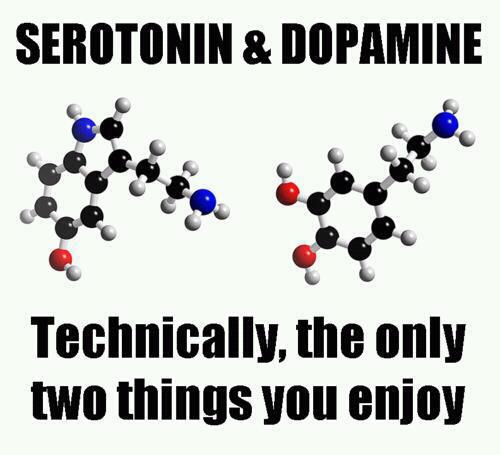 SEROTONIN & DOPAMINE
Technically, the only
two things you enjoy